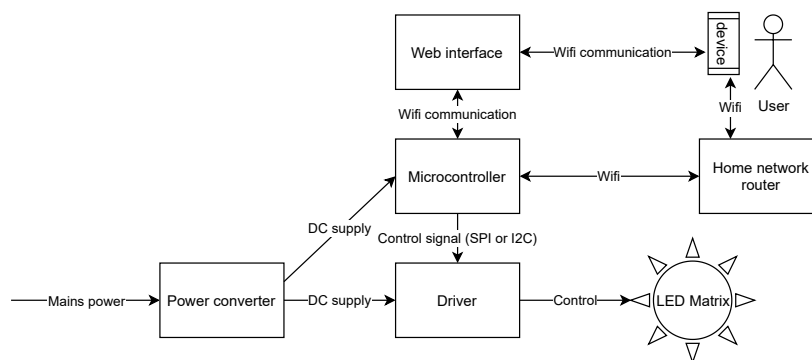 Web interface
Wifi communication
device
User
Wifi communication
Wifi
Microcontroller
Wifi
Home network
router
DC supply
Control signal (SPI or I2C)
Mains power
Power converter
DC supply
Driver
Control
LED Matrix